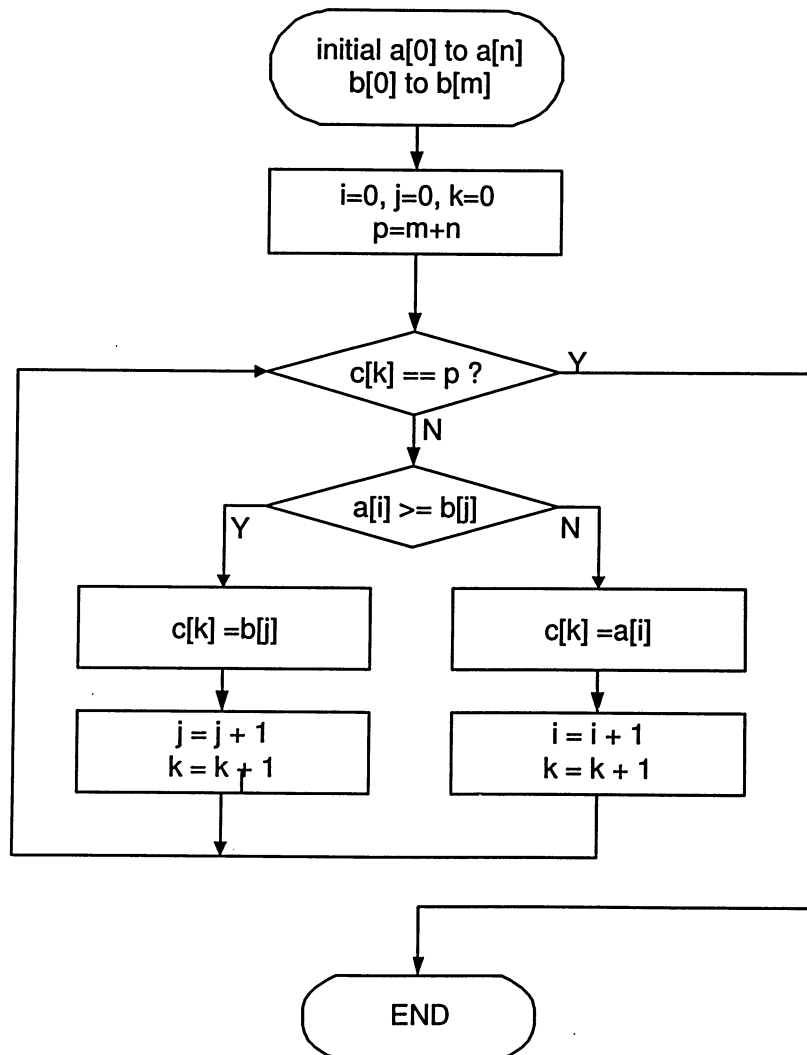 initial a[0] to a[n]
b[0] to b[m]
i=0, j=0, k=0
p=m+n
c[k] == p ?
Y
N
a[i] >= b[j]
Y
N
c[k] =b[j]
c[k] =a[i]
j = j + 1
k = k + 1
i = i + 1
k = k + 1
END